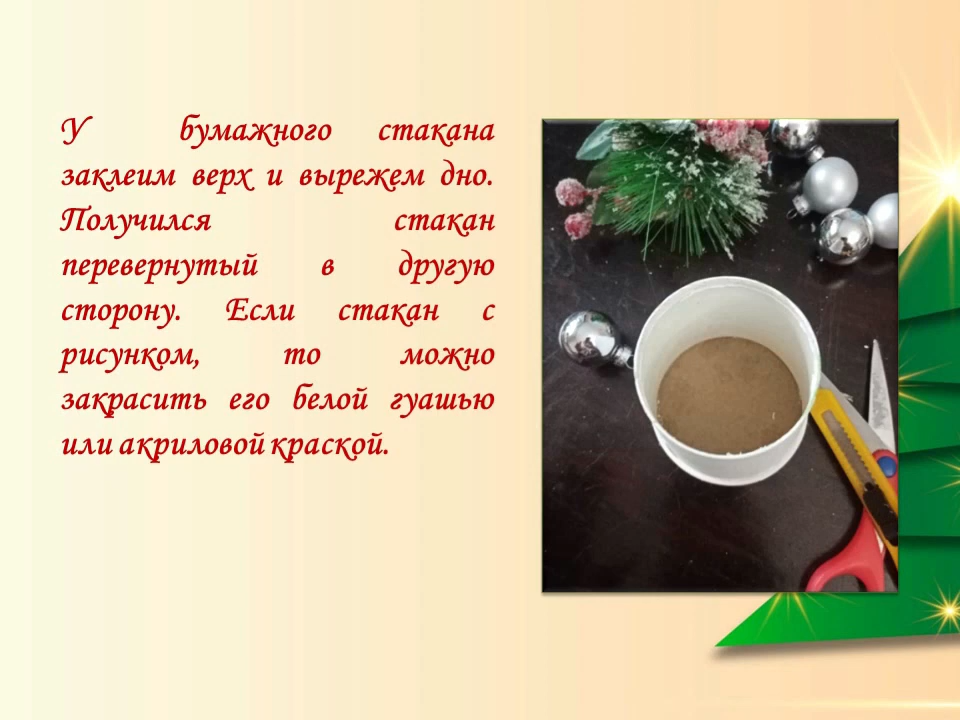 У бумажного стакана
заклеим верх и вырежем дно.
Получился стакан
перевернутый в другую
сторону. Если стакан с
рисунком, то можно
закрасить его белой гуашью
или акриловой краской.